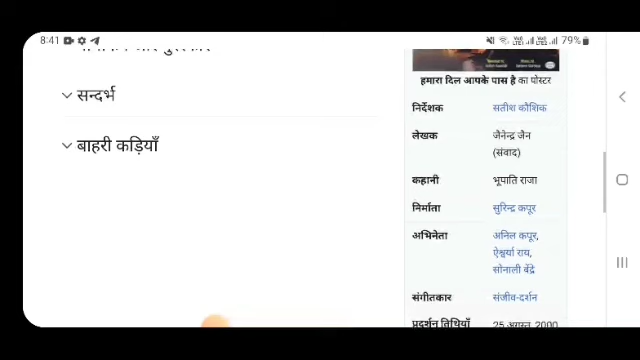 8:41
79%
सन्दर्भ
बाहरी कड़ियाँ
हमारा दिल आपके पास है का पोस्टर
निर्देशक
सतीश कौशिक
लेखक
जैनेन्द्र जैन
(संवाद)
कहानी
भूपाति राजा
निर्माता
सुरिन्द्र कपूर
अभिनेता
अनिल कपूर,
ऐश्वर्या राय,
सोनाली बेंद्रे
संगीतकार
संजीव-दर्शन
प्रदर्शन तिथियाँ
25 अगस्त, 2000